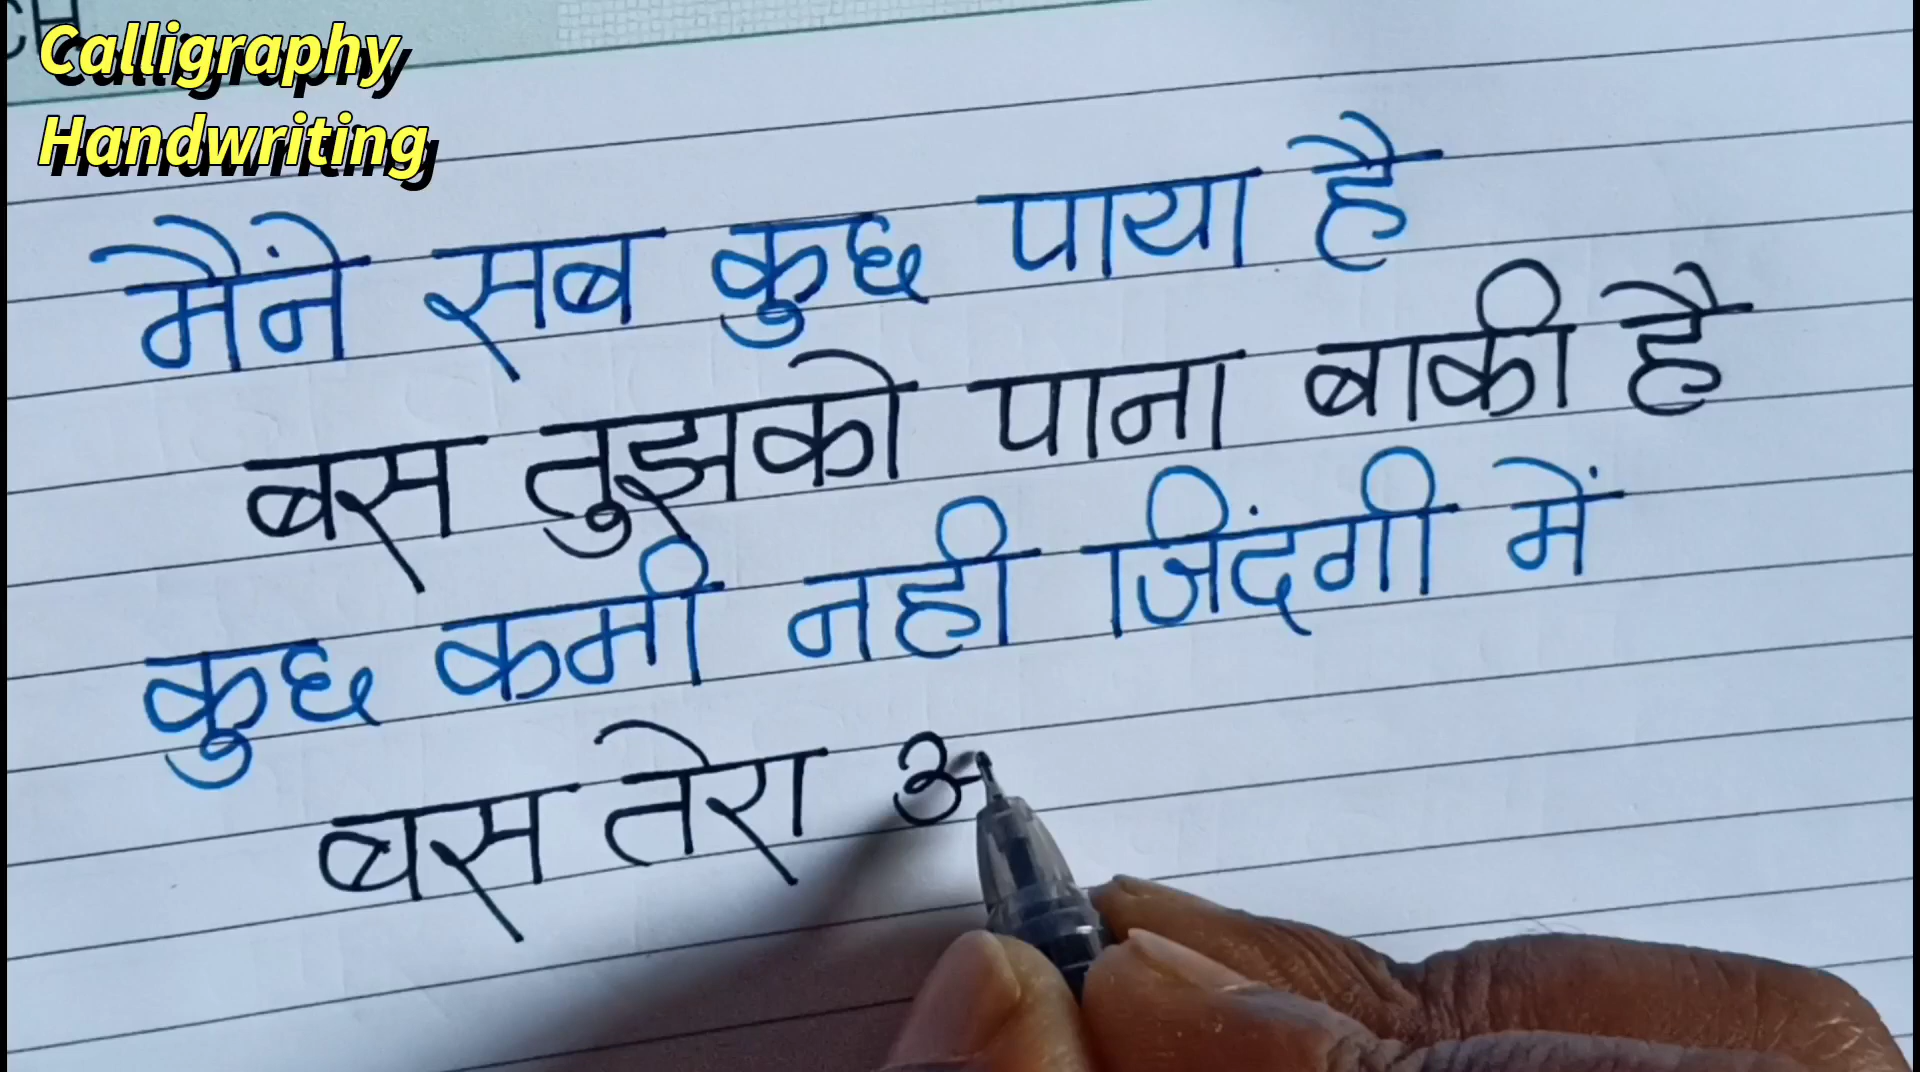 Calligraphy
Handwriting
मैंने सब कुछ पाया है
बस तुझको पाना बाकी है
कुछ कमी नही जिंदगी में
बस तेरा